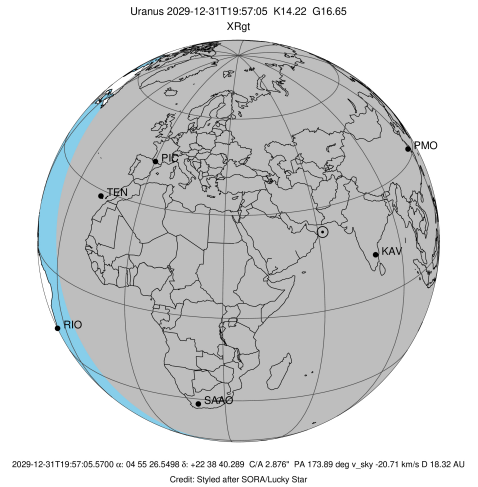 Uranus 2029-12-31T19:57:05  K14.22  G16.65
XRgt
PMO
PIC
TEN
KAV
RIO
SAAO
2029-12-31T19:57:05.5700 α: 04 55 26.5498 δ: +22 38 40.289  C/A 2.876"  PA 173.89 deg v_sky -20.71 km/s D 18.32 AU
Credit: Styled after SORA/Lucky Star